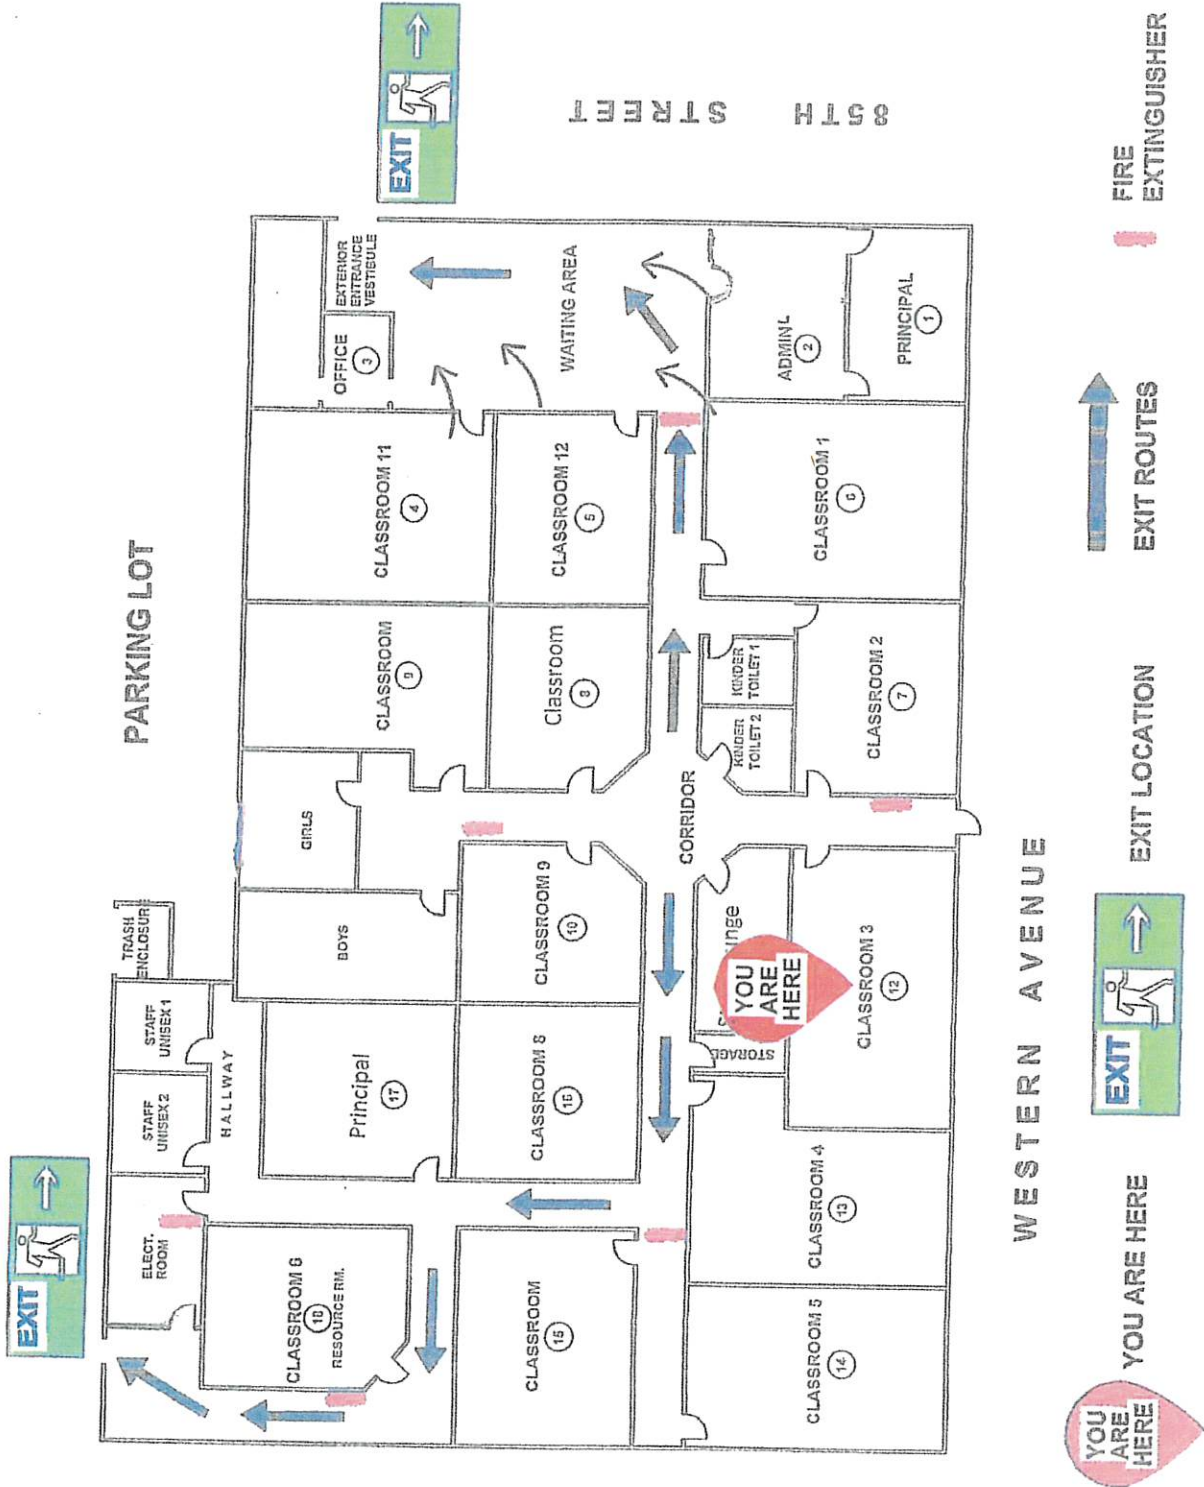 PARKING LOT
TRASH
ENCLOSURE
STAFF
UNISEX 1
STAFF
UNISEX 2
ELECT.
ROOM
HALLWAY
EXIT
EXIT
CLASSROOM 6
18
RESOURCE RM.
Principal
17
BOYS
GIRLS
CLASSROOM
9
CLASSROOM 11
4
OFFICE
3
EXTERIOR
ENTRANCE
VESTIBULE
CLASSROOM
15
CLASSROOM 8
16
CLASSROOM 9
10
Classroom
8
CLASSROOM 12
5
WAITING AREA
CORRIDOR
CLASSROOM 5
14
CLASSROOM 4
13
STORAGE
YOU
ARE
HERE
CLASSROOM 3
12
KINDER
TOILET 2
KINDER
TOILET 1
CLASSROOM 2
7
CLASSROOM 1
6
ADMIN
2
PRINCIPAL
1
85TH STREET
WESTERN AVENUE
YOU
ARE
HERE
YOU ARE HERE
EXIT
EXIT LOCATION
EXIT ROUTES
FIRE
EXTINGUISHER